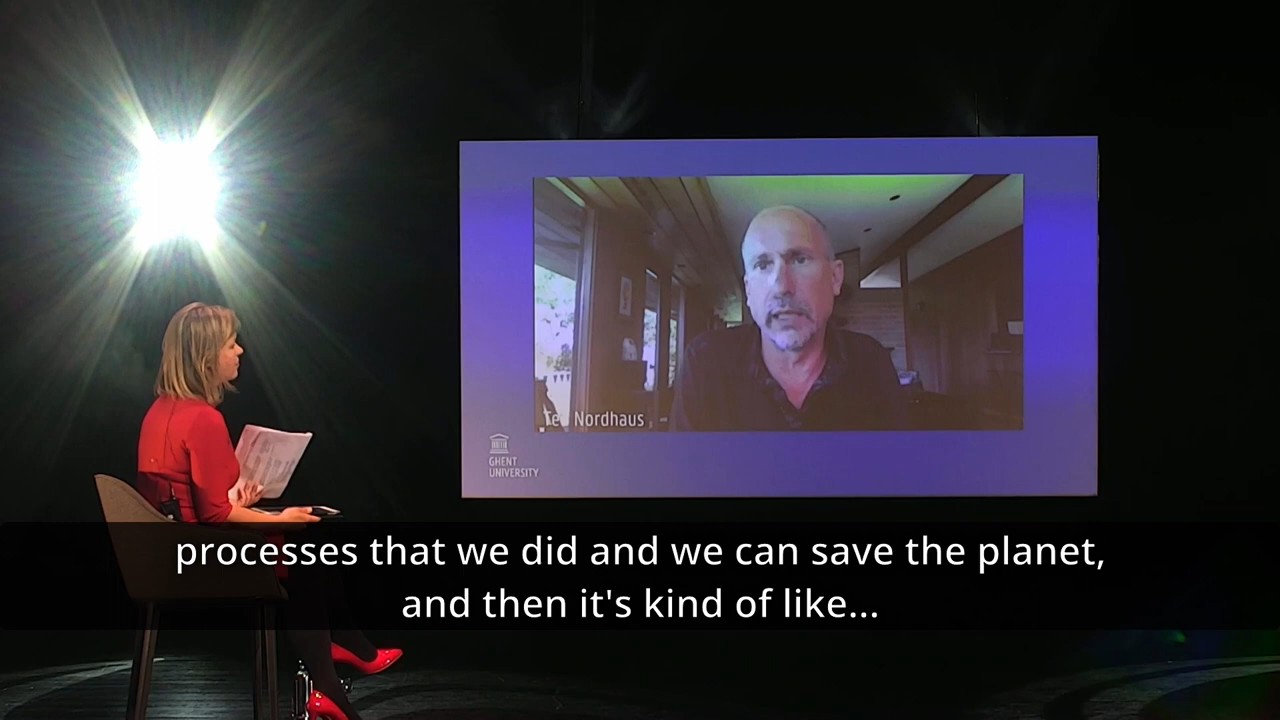 Nordhaus
GHENT
UNIVERSITY
processes that we did and we can save the planet,
and then it's kind of like...